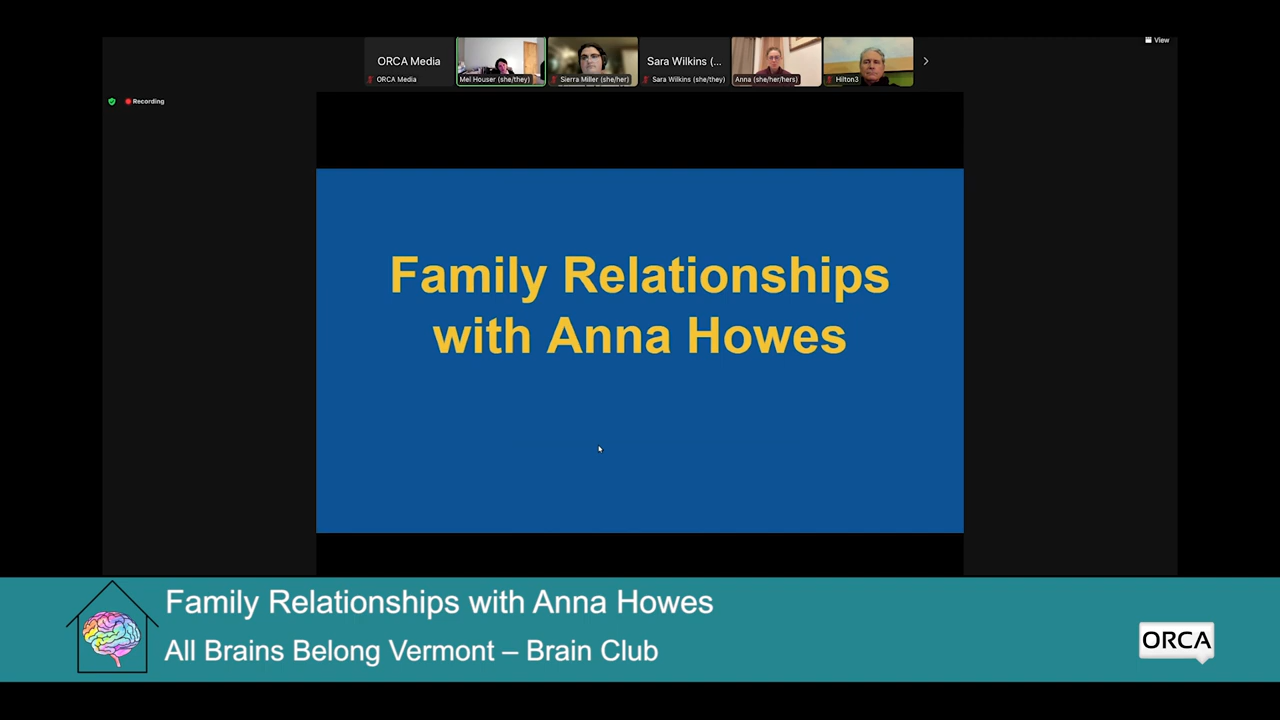 View
ORCA Media
ORCA Media
Mel Houser (she/they)
Sierra Miller (she/her)
Sara Wilkins (...
Sara Wilkins (she/they)
Anna (she/her/hers)
Hilton3
Recording
Family Relationships
with Anna Howes
Family Relationships with Anna Howes
All Brains Belong Vermont – Brain Club
ORCA